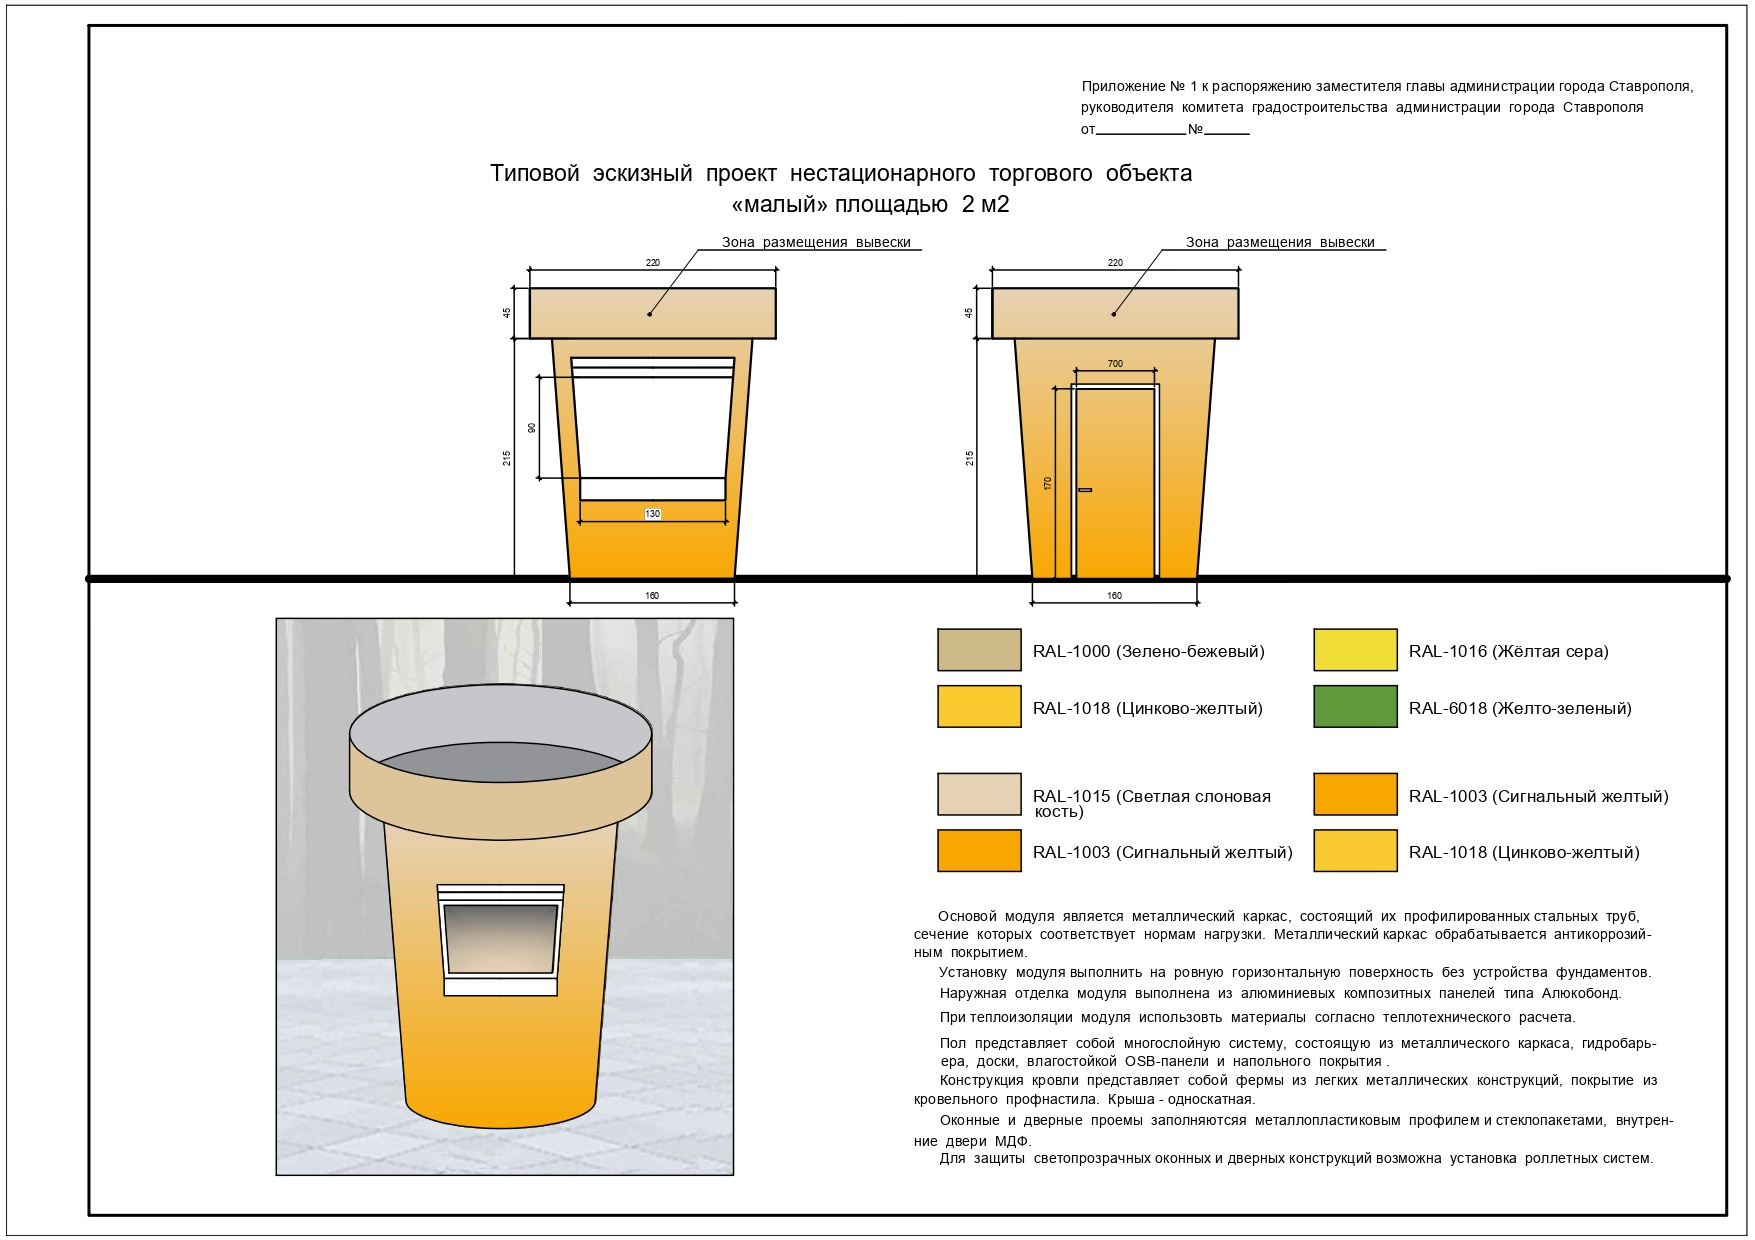 Приложение № 1 к распоряжению заместителя главы администрации города Ставрополя,
руководителя комитета градостроительства администрации города Ставрополя
от №
Типовой эскизный проект нестационарного торгового объекта
«малый» площадью 2 м2
Зона размещения вывески
Зона размещения вывески
220
220
45
45
700
90
215
215
170
130
160
160
RAL-1000 (Зелено-бежевый)
RAL-1016 (Жёлтая сера)
RAL-1018 (Цинково-желтый)
RAL-6018 (Желто-зеленый)
RAL-1015 (Светлая слоновая
кость)
RAL-1003 (Сигнальный желтый)
RAL-1003 (Сигнальный желтый)
RAL-1018 (Цинково-желтый)
Основой модуля является металлический каркас, состоящий их профилированных стальных труб,
сечение которых соответствует нормам нагрузки. Металлический каркас обрабатывается антикоррозий-
ным покрытием.
Установку модуля выполнить на ровную горизонтальную поверхность без устройства фундаментов.
Наружная отделка модуля выполнена из алюминиевых композитных панелей типа Алюкобонд.
При теплоизоляции модуля использовть материалы согласно теплотехнического расчета.
Пол представляет собой многослойную систему, состоящую из металлического каркаса, гидробарь-
ера, доски, влагостойкой OSB-панели и напольного покрытия .
Конструкция кровли представляет собой фермы из легких металлических конструкций, покрытие из
кровельного профнастила. Крыша - односкатная.
Оконные и дверные проемы заполняютсяя металлопластиковым профилем и стеклопакетами, внутрен-
ние двери МДФ.
Для защиты светопрозрачных оконных и дверных конструкций возможна установка роллетных систем.